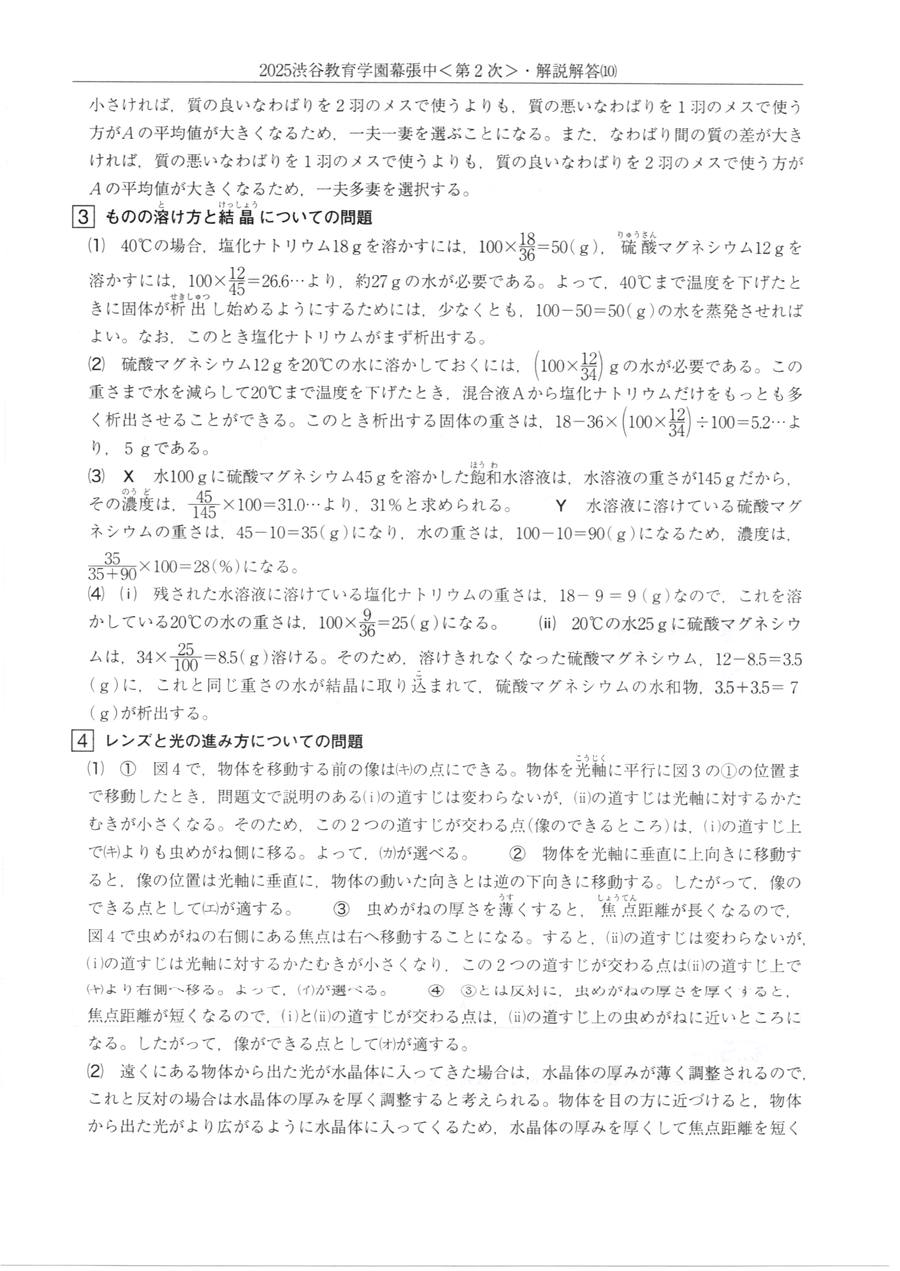 2025渋谷教育学園幕張中<第2次>・解説解答⑽
小さければ，質の良いなわばりを2羽のメスで使うよりも，質の悪いなわばりを1羽のメスで使う
方がAの平均値が大きくなるため，一夫一妻を選ぶことになる。また，なわばり間の質の差が大き
ければ，質の悪いなわばりを1羽のメスで使うよりも，質の良いなわばりを2羽のメスで使う方が
Aの平均値が大きくなるため，一夫多妻を選択する。
3 ものの溶け方と結晶についての問題
⑴ 40℃の場合，塩化ナトリウム18gを溶かすには，100×18/36=50(g)，硫酸マグネシウム12gを
溶かすには，100×12/45=26.6…より，約27gの水が必要である。よって，40℃まで温度を下げたと
きに固体が析出し始めるようにするためには，少なくとも，100−50=50(g)の水を蒸発させれば
よい。なお，このとき塩化ナトリウムがまず析出する。
⑵ 硫酸マグネシウム12gを20℃の水に溶かしておくには，(100×12/34)gの水が必要である。この
重さまで水を減らして20℃まで温度を下げたとき，混合液Aから塩化ナトリウムだけをもっとも多
く析出させることができる。このとき析出する固体の重さは，18−36×(100×12/34)÷100=5.2…よ
り，5gである。
⑶ X 水100gに硫酸マグネシウム45gを溶かした飽和水溶液は，水溶液の重さが145gだから，
その濃度は，45/145×100=31.0…より，31%と求められる。 Y 水溶液に溶けている硫酸マグ
ネシウムの重さは，45−10=35(g)になり，水の重さは，100−10=90(g)になるため，濃度は，
35/35+90×100=28(%)になる。
⑷ (i) 残された水溶液に溶けている塩化ナトリウムの重さは，18−9=9(g)なので，これを溶
かしている20℃の水の重さは，100×9/36=25(g)になる。 (ii) 20℃の水25gに硫酸マグネシウ
ムは，34×25/100=8.5(g)溶ける。そのため，溶けきれなくなった硫酸マグネシウム，12−8.5=3.5
(g)に，これと同じ重さの水が結晶に取り込まれて，硫酸マグネシウムの水和物，3.5+3.5=7
(g)が析出する。
4 レンズと光の進み方についての問題
⑴ ① 図4で，物体を移動する前の像は(キ)の点にできる。物体を光軸に平行に図3の①の位置ま
で移動したとき，問題文で説明のある(i)の道すじは変わらないが，(ii)の道すじは光軸に対するかた
むきが小さくなる。そのため，この2つの道すじが交わる点(像のできるところ)は，(i)の道すじ上
で(キ)よりも虫めがね側に移る。よって，(カ)が選べる。 ② 物体を光軸に垂直に上向きに移動す
ると，像の位置は光軸に垂直に，物体の動いた向きとは逆の下向きに移動する。したがって，像の
できる点として(エ)が適する。 ③ 虫めがねの厚さを薄くすると，焦点距離が長くなるので，
図4で虫めがねの右側にある焦点は右へ移動することになる。すると，(ii)の道すじは変わらないが，
(i)の道すじは光軸に対するかたむきが小さくなり，この2つの道すじが交わる点は(ii)の道すじ上で
(キ)より右側へ移る。よって，(イ)が選べる。 ④ ③とは反対に，虫めがねの厚さを厚くすると，
焦点距離が短くなるので，(i)と(ii)の道すじが交わる点は，(ii)の道すじ上の虫めがねに近いところに
なる。したがって，像ができる点として(オ)が適する。
⑵ 遠くにある物体から出た光が水晶体に入ってきた場合は，水晶体の厚みが薄く調整されるので，
これと反対の場合は水晶体の厚みを厚く調整すると考えられる。物体を目の方に近づけると，物体
から出た光がより広がるように水晶体に入ってくるため，水晶体の厚みを厚くして焦点距離を短く